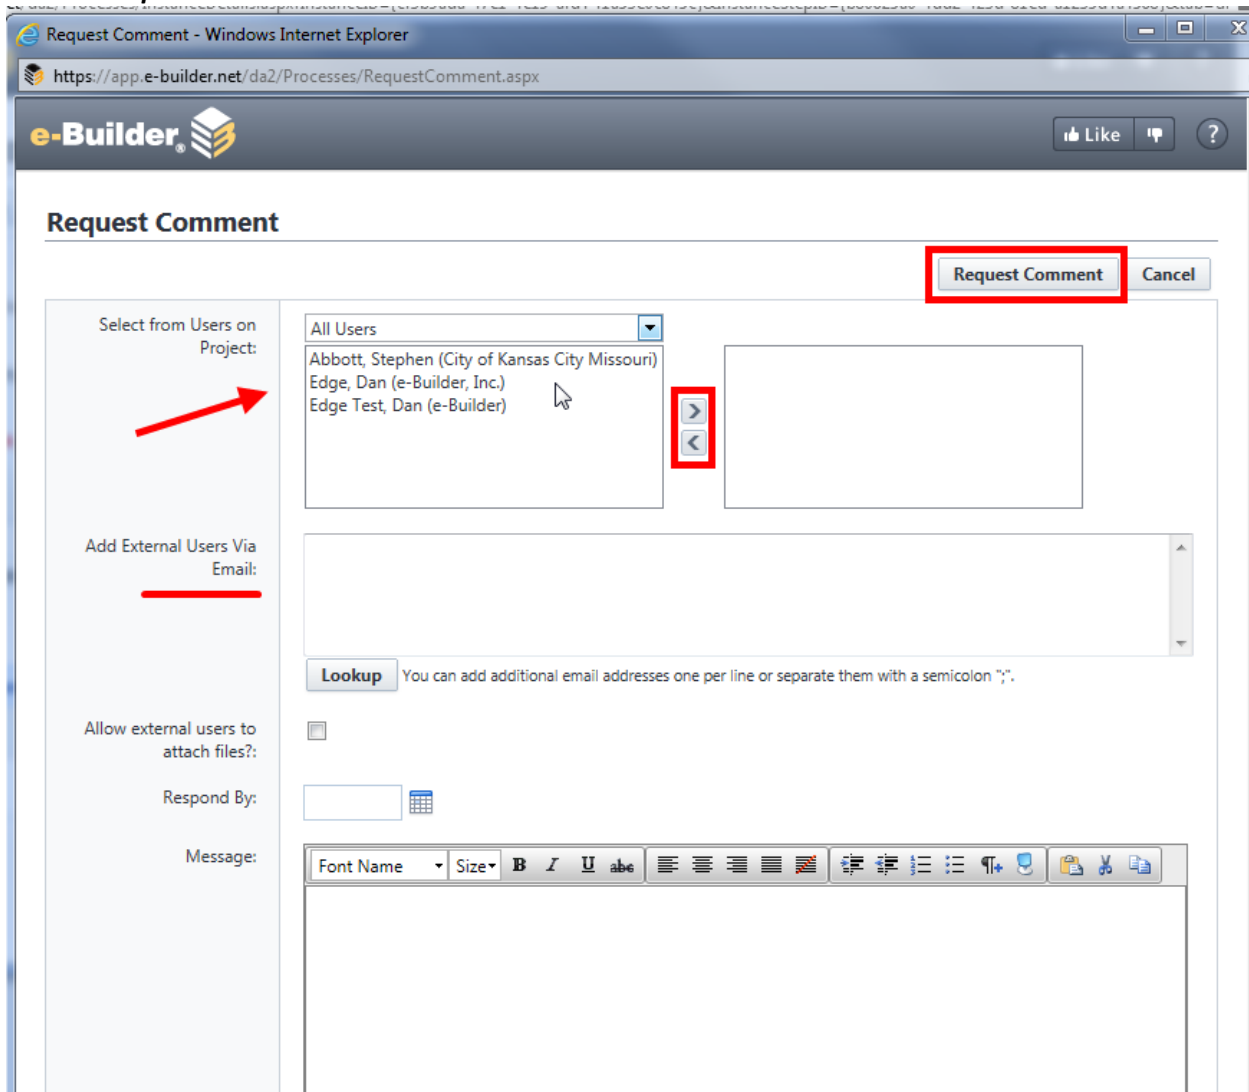 Request Comment - Windows Internet Explorer
https://app.e-builder.net/da2/Processes/RequestComment.aspx
e-Builder®
Like
?
Request Comment
Request Comment
Cancel
Select from Users on
Project:
All Users
Abbott, Stephen (City of Kansas City Missouri)
Edge, Dan (e-Builder, Inc.)
Edge Test, Dan (e-Builder)
Add External Users Via
Email:
Lookup
You can add additional email addresses one per line or separate them with a semicolon ";".
Allow external users to
attach files?:
Respond By:
Message:
Font Name
Size
B I U abc